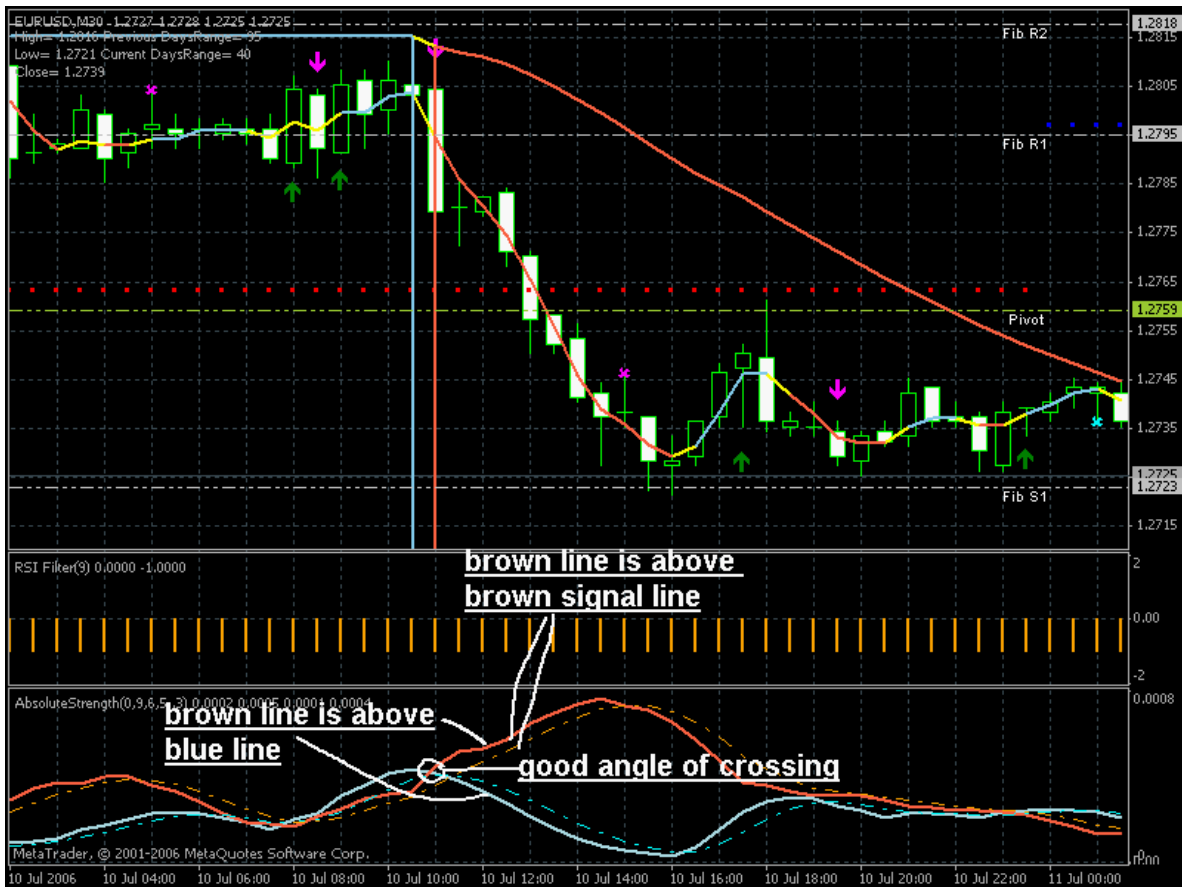 EURUSD,M30 1.2727 1.2728 1.2725 1.2725
High= 1.2816 Previous DaysRange= 95
Low= 1.2721 Current DaysRange= 40
Close= 1.2739
Fib R2
Fib R1
Pivot
Fib S1
1.2818
1.2815
1.2805
1.2795
1.2785
1.2775
1.2765
1.2759
1.2755
1.2745
1.2735
1.2725
1.2723
1.2715
RSI Filter(9) 0.0000 -1.0000
brown line is above
brown signal line
2
0.00
-2
AbsoluteStrength(0,9,6,5, 3) 0.0002 0.0005 0.0001 0.0004
0.0008
brown line is above
blue line
good angle of crossing
MetaTrader, © 2001-2006 MetaQuotes Software Corp.
10 Jul 2006
10 Jul 04:00
10 Jul 06:00
10 Jul 08:00
10 Jul 10:00
10 Jul 12:00
10 Jul 14:00
10 Jul 16:00
10 Jul 18:00
10 Jul 20:00
10 Jul 22:00
11 Jul 00:00